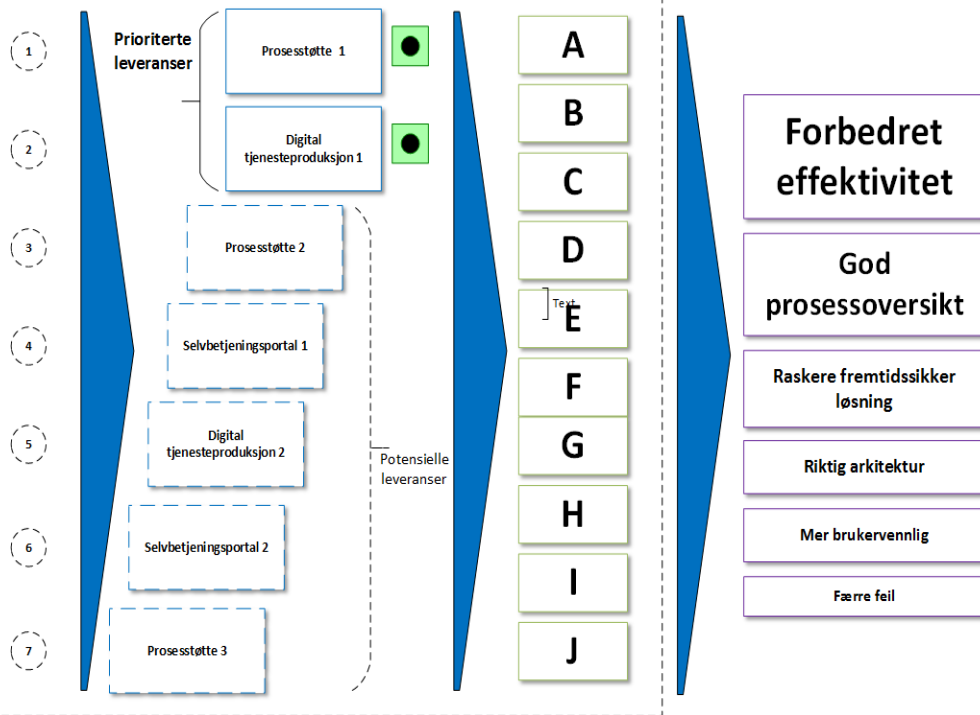 1
2
3
4
5
6
7
Prioriterte
leveranser
Prosesstøtte 1
Digital
tjenesteproduksjon 1
Prosesstøtte 2
Selvbetjeningsportal 1
Digital
tjenesteproduksjon 2
Selvbetjeningsportal 2
Prosesstøtte 3
Potensielle
leveranser
A
B
C
D
Text
E
F
G
H
I
J
Forbedret
effektivitet
God
prosessoversikt
Raskere fremtidssikker
løsning
Riktig arkitektur
Mer brukervennlig
Færre feil